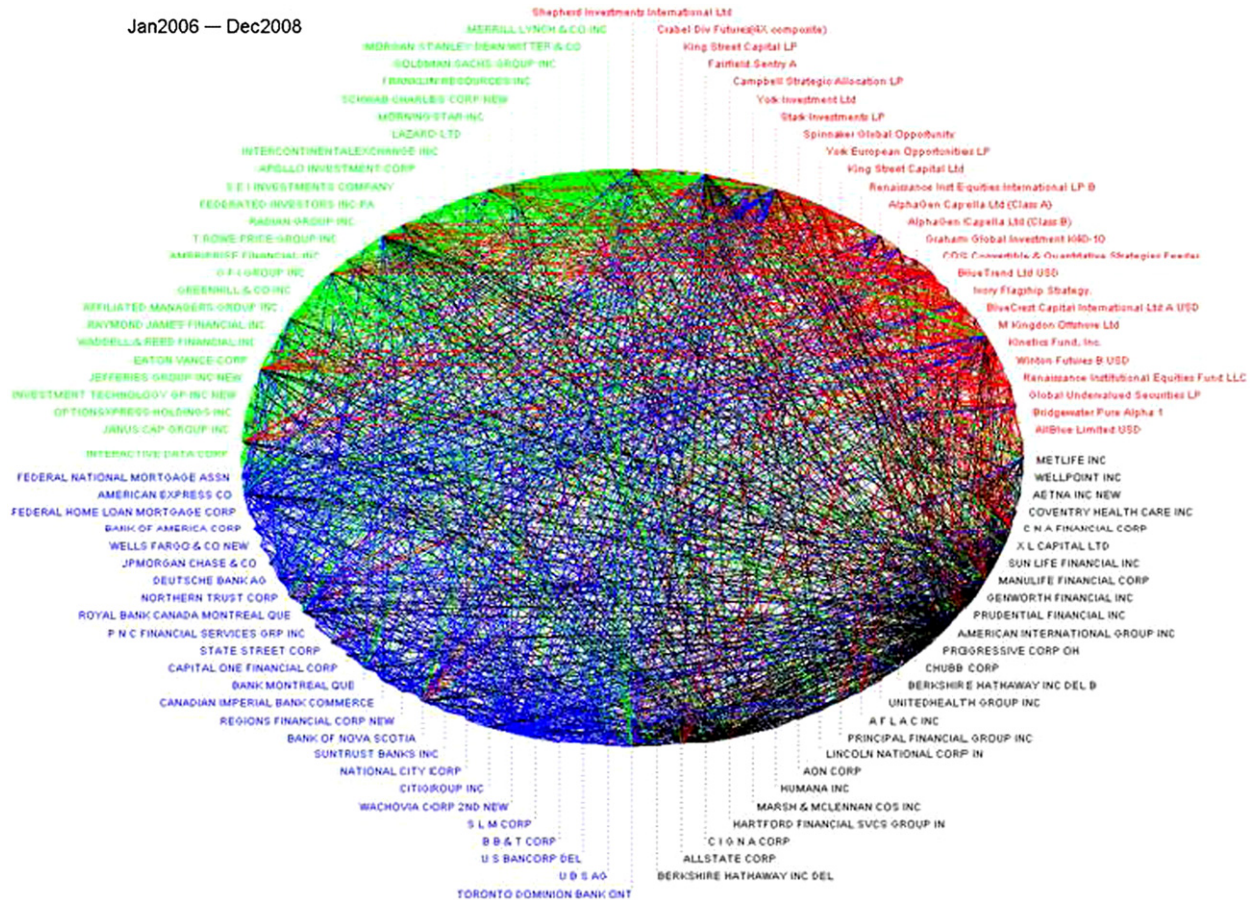 Jan2006 — Dec2008
Shepherd Investments International Ltd
MERRILL LYNCH & CO INC
Crabel Div Futures(4X composite)
MORGAN STANLEY DEAN WITTER & CO
King Street Capital LP
GOLDMAN SACHS GROUP INC
Fairfield Sentry A
FRANKLIN RESOURCES INC
Campbell Strategic Allocation LP
SCHWAB CHARLES CORP NEW
York Investment Ltd
MORNINGSTAR INC
Stark Investments LP
LAZARD LTD
Spinnaker Global Opportunity
INTERCONTINENTALEXCHANGE INC
York European Opportunities LP
APOLLO INVESTMENT CORP
King Street Capital Ltd
S E I INVESTMENTS COMPANY
Renaissance Inst Equities International LP B
FEDERATED INVESTORS INC PA
AlphaGen Capella Ltd (Class A)
RADIAN GROUP INC
AlphaGen Capella Ltd (Class B)
T ROWE PRICE GROUP INC
Graham Global Investment K4D-10
AMERIPRISE FINANCIAL INC
CQS Convertible & Quantitative Strategies Feeder
G F I GROUP INC
BlueTrend Ltd USD
GREENHILL & CO INC
Ivory Flagship Strategy
AFFILIATED MANAGERS GROUP INC
BlueCrest Capital International Ltd A USD
RAYMOND JAMES FINANCIAL INC
M Kingdon Offshore Ltd
WADDELL & REED FINANCIAL INC
Kinetics Fund, Inc.
EATON VANCE CORP
Winton Futures B USD
JEFFERIES GROUP INC NEW
Renaissance Institutional Equities Fund LLC
INVESTMENT TECHNOLOGY GP INC NEW
Global Undervalued Securities LP
OPTIONSXPRESS HOLDINGS INC
Bridgewater Pure Alpha 1
JANUS CAP GROUP INC
AllBlue Limited USD
INTERACTIVE DATA CORP
METLIFE INC
FEDERAL NATIONAL MORTGAGE ASSN
WELLPOINT INC
AMERICAN EXPRESS CO
AETNA INC NEW
FEDERAL HOME LOAN MORTGAGE CORP
COVENTRY HEALTH CARE INC
BANK OF AMERICA CORP
C N A FINANCIAL CORP
WELLS FARGO & CO NEW
X L CAPITAL LTD
JPMORGAN CHASE & CO
SUN LIFE FINANCIAL INC
DEUTSCHE BANK AG
MANULIFE FINANCIAL CORP
NORTHERN TRUST CORP
GENWORTH FINANCIAL INC
ROYAL BANK CANADA MONTREAL QUE
PRUDENTIAL FINANCIAL INC
P N C FINANCIAL SERVICES GRP INC
AMERICAN INTERNATIONAL GROUP INC
STATE STREET CORP
PROGRESSIVE CORP OH
CAPITAL ONE FINANCIAL CORP
CHUBB CORP
BANK MONTREAL QUE
BERKSHIRE HATHAWAY INC DEL B
CANADIAN IMPERIAL BANK COMMERCE
UNITEDHEALTH GROUP INC
REGIONS FINANCIAL CORP NEW
A F L A C INC
BANK OF NOVA SCOTIA
PRINCIPAL FINANCIAL GROUP INC
SUNTRUST BANKS INC
LINCOLN NATIONAL CORP IN
NATIONAL CITY CORP
AON CORP
CITIGROUP INC
HUMANA INC
WACHOVIA CORP 2ND NEW
MARSH & MCLENNAN COS INC
S L M CORP
HARTFORD FINANCIAL SVCS GROUP IN
B B & T CORP
C I G N A CORP
U S BANCORP DEL
ALLSTATE CORP
U B S AG
BERKSHIRE HATHAWAY INC DEL
TORONTO DOMINION BANK ONT